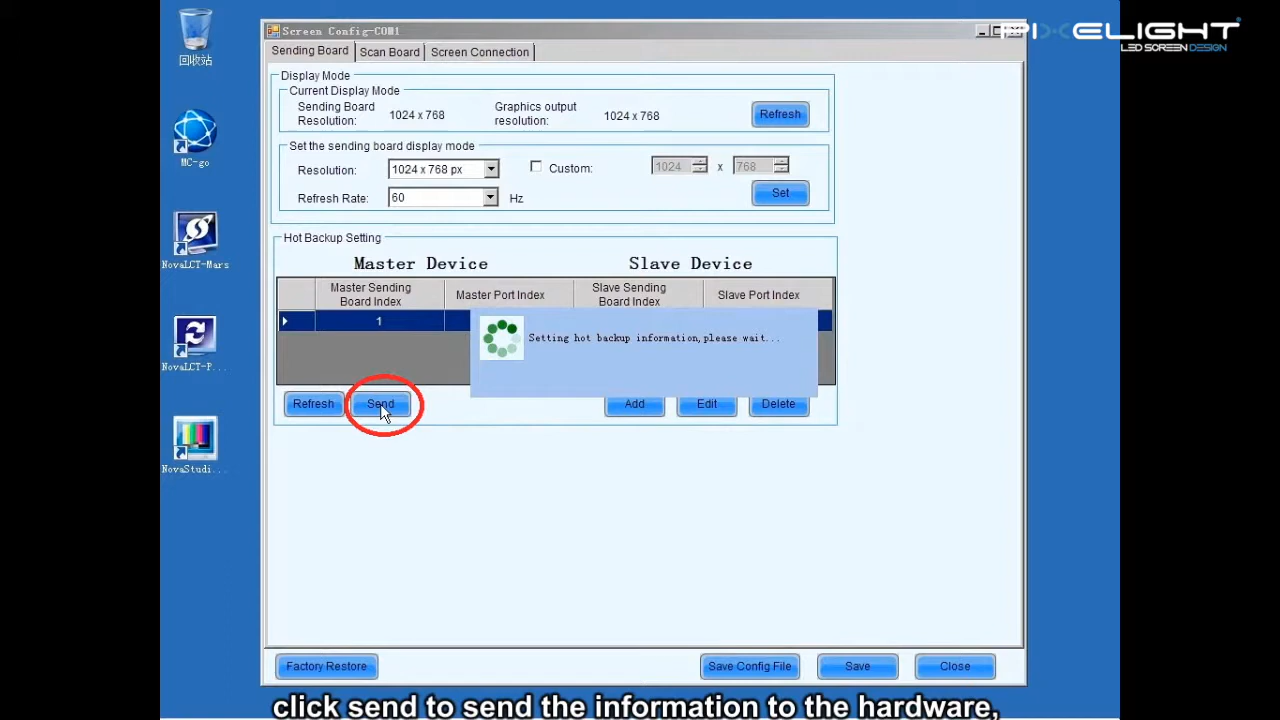 Screen Config-COM1
PIXELIGHT
LED SCREEN DESIGN
Sending Board
Scan Board
Screen Connection
Display Mode
Current Display Mode
Sending Board
Resolution:
1024 x 768
Graphics output
resolution:
1024 x 768
Refresh
Set the sending board display mode
Resolution:
1024 x 768 px
Custom:
1024
x
768
Refresh Rate:
60
Hz
Set
Hot Backup Setting
Master Device
Slave Device
Master Sending
Board Index
Master Port Index
Slave Sending
Board Index
Slave Port Index
1
Setting hot backup information,please wait...
Refresh
Send
Add
Edit
Delete
Factory Restore
Save Config File
Save
Close
回收站
MC-go
NovaLCT-Mars
NovaLCT-P...
NovaStudi...
click send to send the information to the hardware,